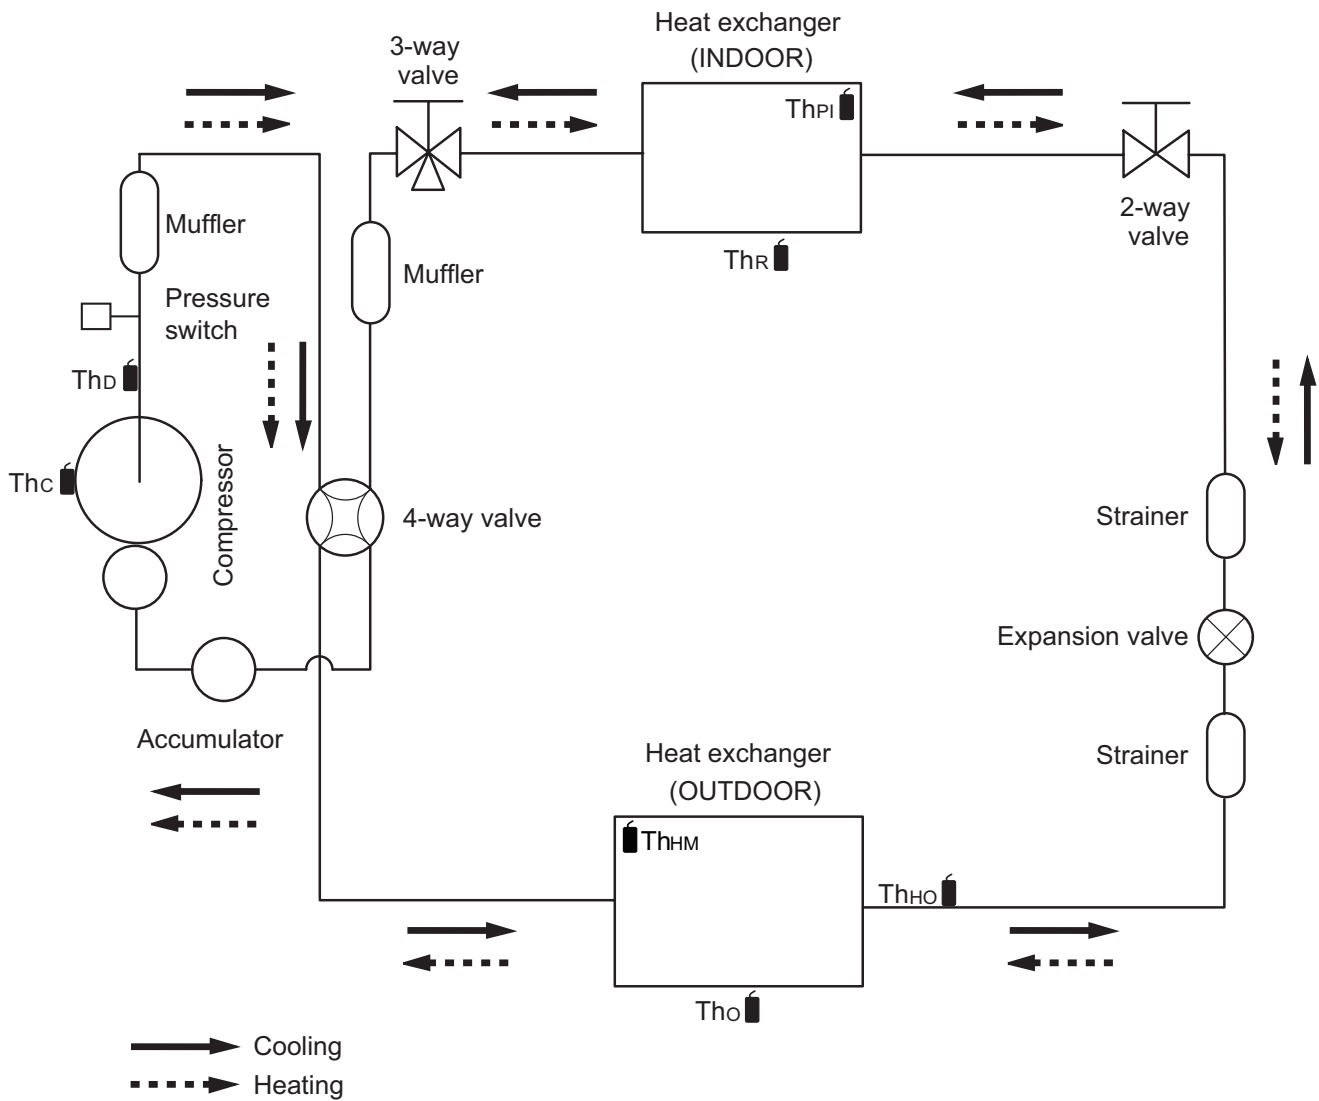 Heat exchanger
(INDOOR)
3-way
valve
ThPI
Muffler
2-way
valve
ThR
Muffler
Pressure
switch
ThD
ThC
Compressor
4-way valve
Strainer
Expansion valve
Accumulator
Heat exchanger
(OUTDOOR)
Strainer
ThHM
ThHO
ThO
Cooling
Heating